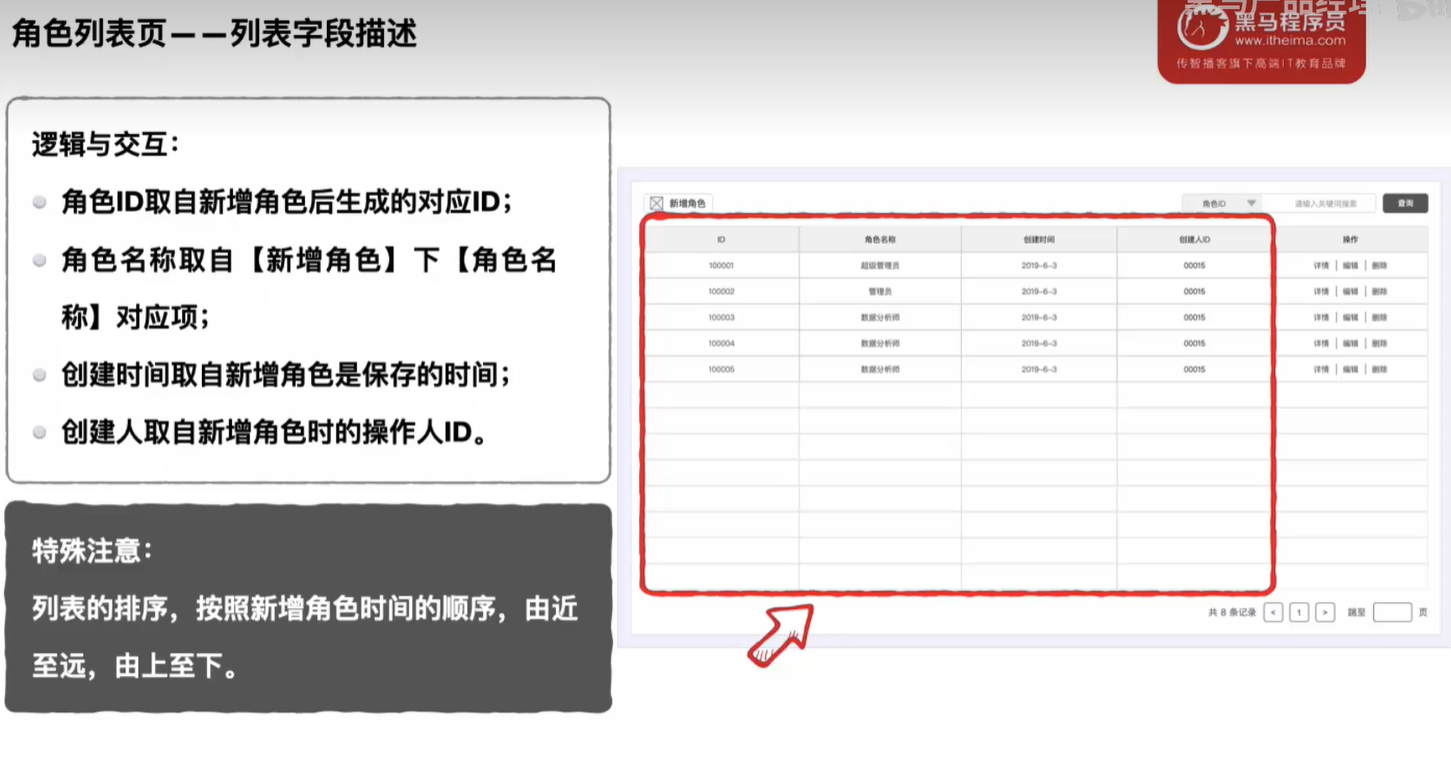 角色列表页——列表字段描述
黑马程序员
www.itheima.com
传智播客旗下高端IT教育品牌
逻辑与交互：
角色ID取自新增角色后生成的对应ID；
角色名称取自【新增角色】下【角色名
称】对应项；
创建时间取自新增角色是保存的时间；
创建人取自新增角色时的操作人ID。
特殊注意：
列表的排序，按照新增角色时间的顺序，由近
至远，由上至下。
新增角色 角色ID 请输入关键词搜索 查询
ID 角色名称 创建时间 创建人ID 操作
100001 超级管理员 2019-6-3 00015 详情 | 编辑 | 删除
100002 管理员 2019-6-3 00015 详情 | 编辑 | 删除
100003 数据分析师 2019-6-3 00015 详情 | 编辑 | 删除
100004 数据分析师 2019-6-3 00015 详情 | 编辑 | 删除
100005 数据分析师 2019-6-3 00015 详情 | 编辑 | 删除
共 8 条记录 < 1 > 跳至 页